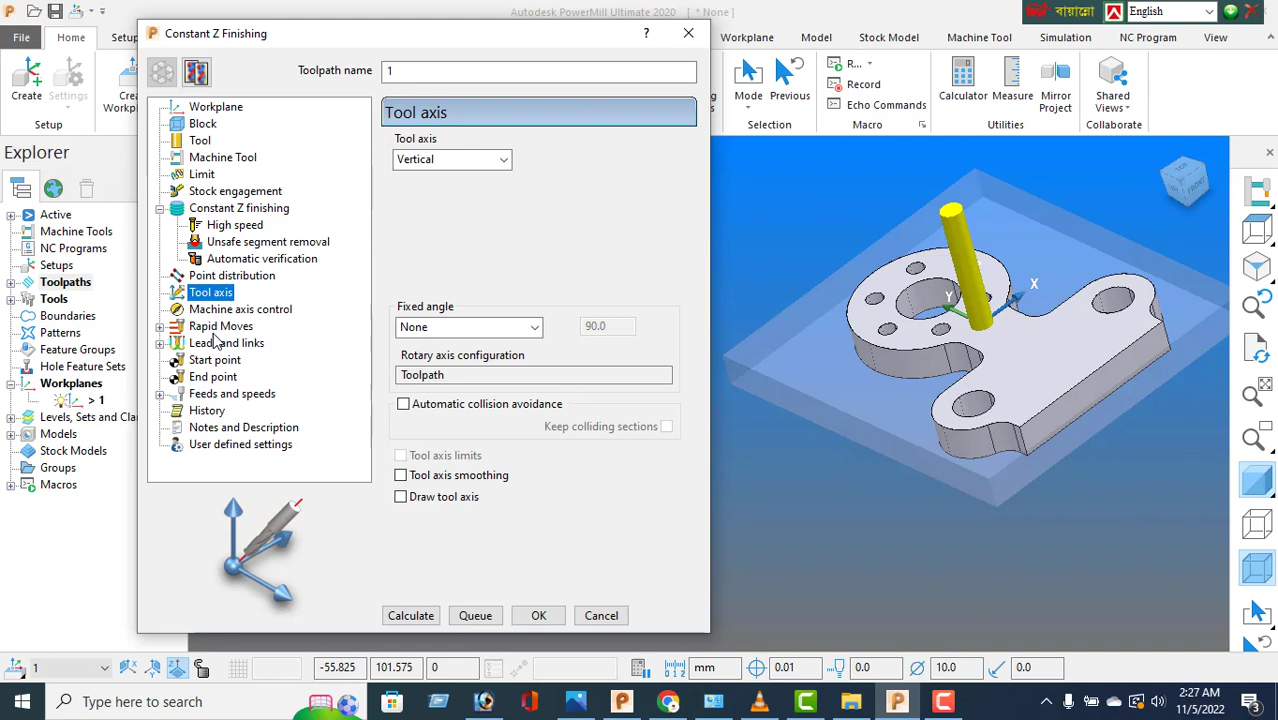 Autodesk PowerMill Ultimate 2020    [ * None ]
বায়ান্নো
English
File
Home
Workplane
Model
Stock Model
Machine Tool
Simulation
NC Program
View
Create
Settings
Setup
Mode
Previous
Selection
R...
Record
Echo Commands
Macro
Calculator
Measure
Mirror
Project
Utilities
Shared
Views
Collaborate
Explorer
Active
Machine Tools
NC Programs
Setups
Toolpaths
Tools
Boundaries
Patterns
Feature Groups
Hole Feature Sets
Workplanes
> 1
Models
Stock Models
Groups
Macros
Constant Z Finishing
?
Toolpath name
1
Workplane
Block
Tool
Machine Tool
Limit
Stock engagement
Constant Z finishing
High speed
Unsafe segment removal
Automatic verification
Point distribution
Tool axis
Machine axis control
Rapid Moves
Start point
End point
Feeds and speeds
History
Notes and Description
User defined settings
Tool axis
Tool axis
Vertical
Fixed angle
None
90.0
Rotary axis configuration
Toolpath
Automatic collision avoidance
Keep colliding sections
Tool axis limits
Tool axis smoothing
Draw tool axis
Calculate
Queue
OK
Cancel
X
Y
1
-55.825
101.575
0
mm
0.01
0.0
10.0
0.0
Type here to search
2:27 AM
11/5/2022
3